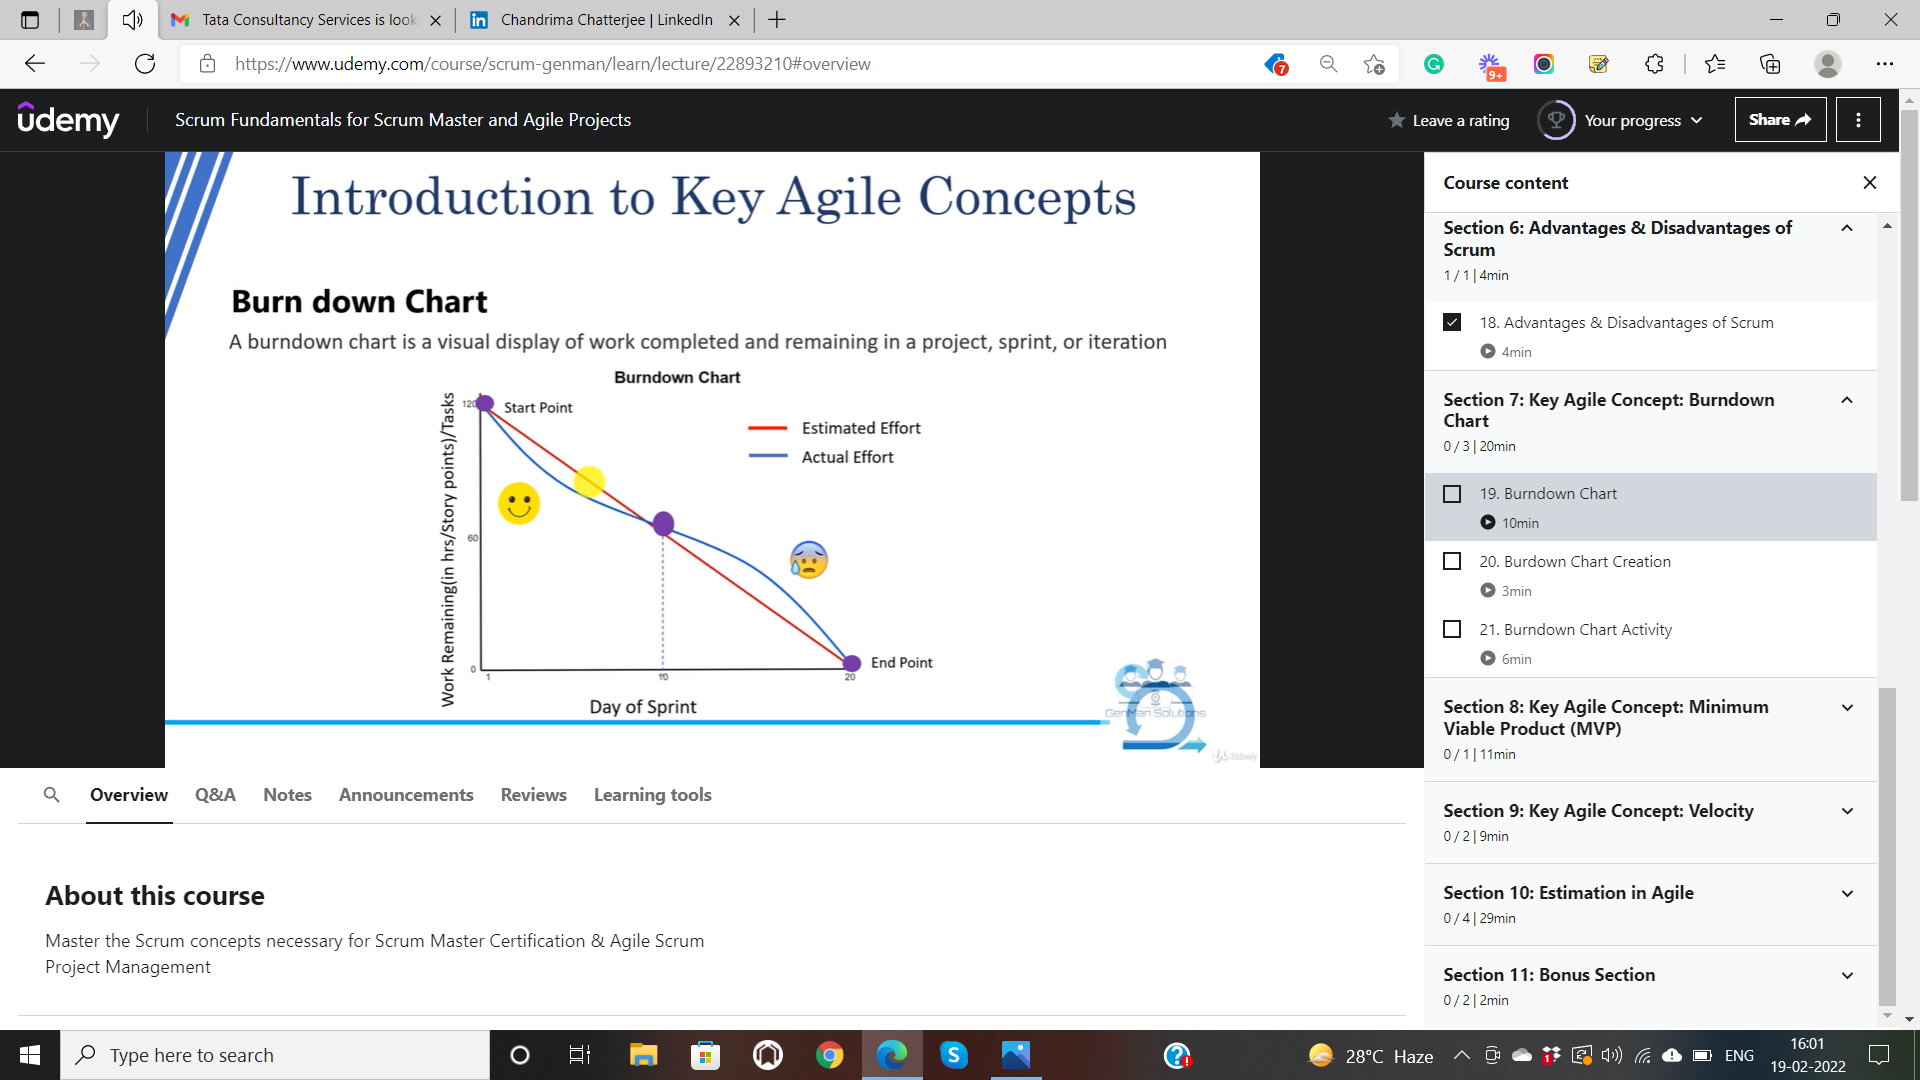 Tata Consultancy Services is look
Chandrima Chatterjee | LinkedIn
https://www.udemy.com/course/scrum-genman/learn/lecture/22893210#overview
7
9+
udemy
Scrum Fundamentals for Scrum Master and Agile Projects
Leave a rating
Your progress
Share
Introduction to Key Agile Concepts
Burn down Chart
A burndown chart is a visual display of work completed and remaining in a project, sprint, or iteration
Burndown Chart
Work Remaining(in hrs/Story points)/Tasks
120
Start Point
Estimated Effort
Actual Effort
60
0
End Point
1
10
20
Day of Sprint
GenMan Solutions
Udemy
Course content
Section 6: Advantages & Disadvantages of
Scrum
1 / 1 | 4min
18. Advantages & Disadvantages of Scrum
4min
Section 7: Key Agile Concept: Burndown
Chart
0 / 3 | 20min
19. Burndown Chart
10min
20. Burdown Chart Creation
3min
21. Burndown Chart Activity
6min
Section 8: Key Agile Concept: Minimum
Viable Product (MVP)
0 / 1 | 11min
Section 9: Key Agile Concept: Velocity
0 / 2 | 9min
Section 10: Estimation in Agile
0 / 4 | 29min
Section 11: Bonus Section
0 / 2 | 2min
Overview
Q&A
Notes
Announcements
Reviews
Learning tools
About this course
Master the Scrum concepts necessary for Scrum Master Certification & Agile Scrum
Project Management
Type here to search
28°C Haze
1
ENG
16:01
19-02-2022